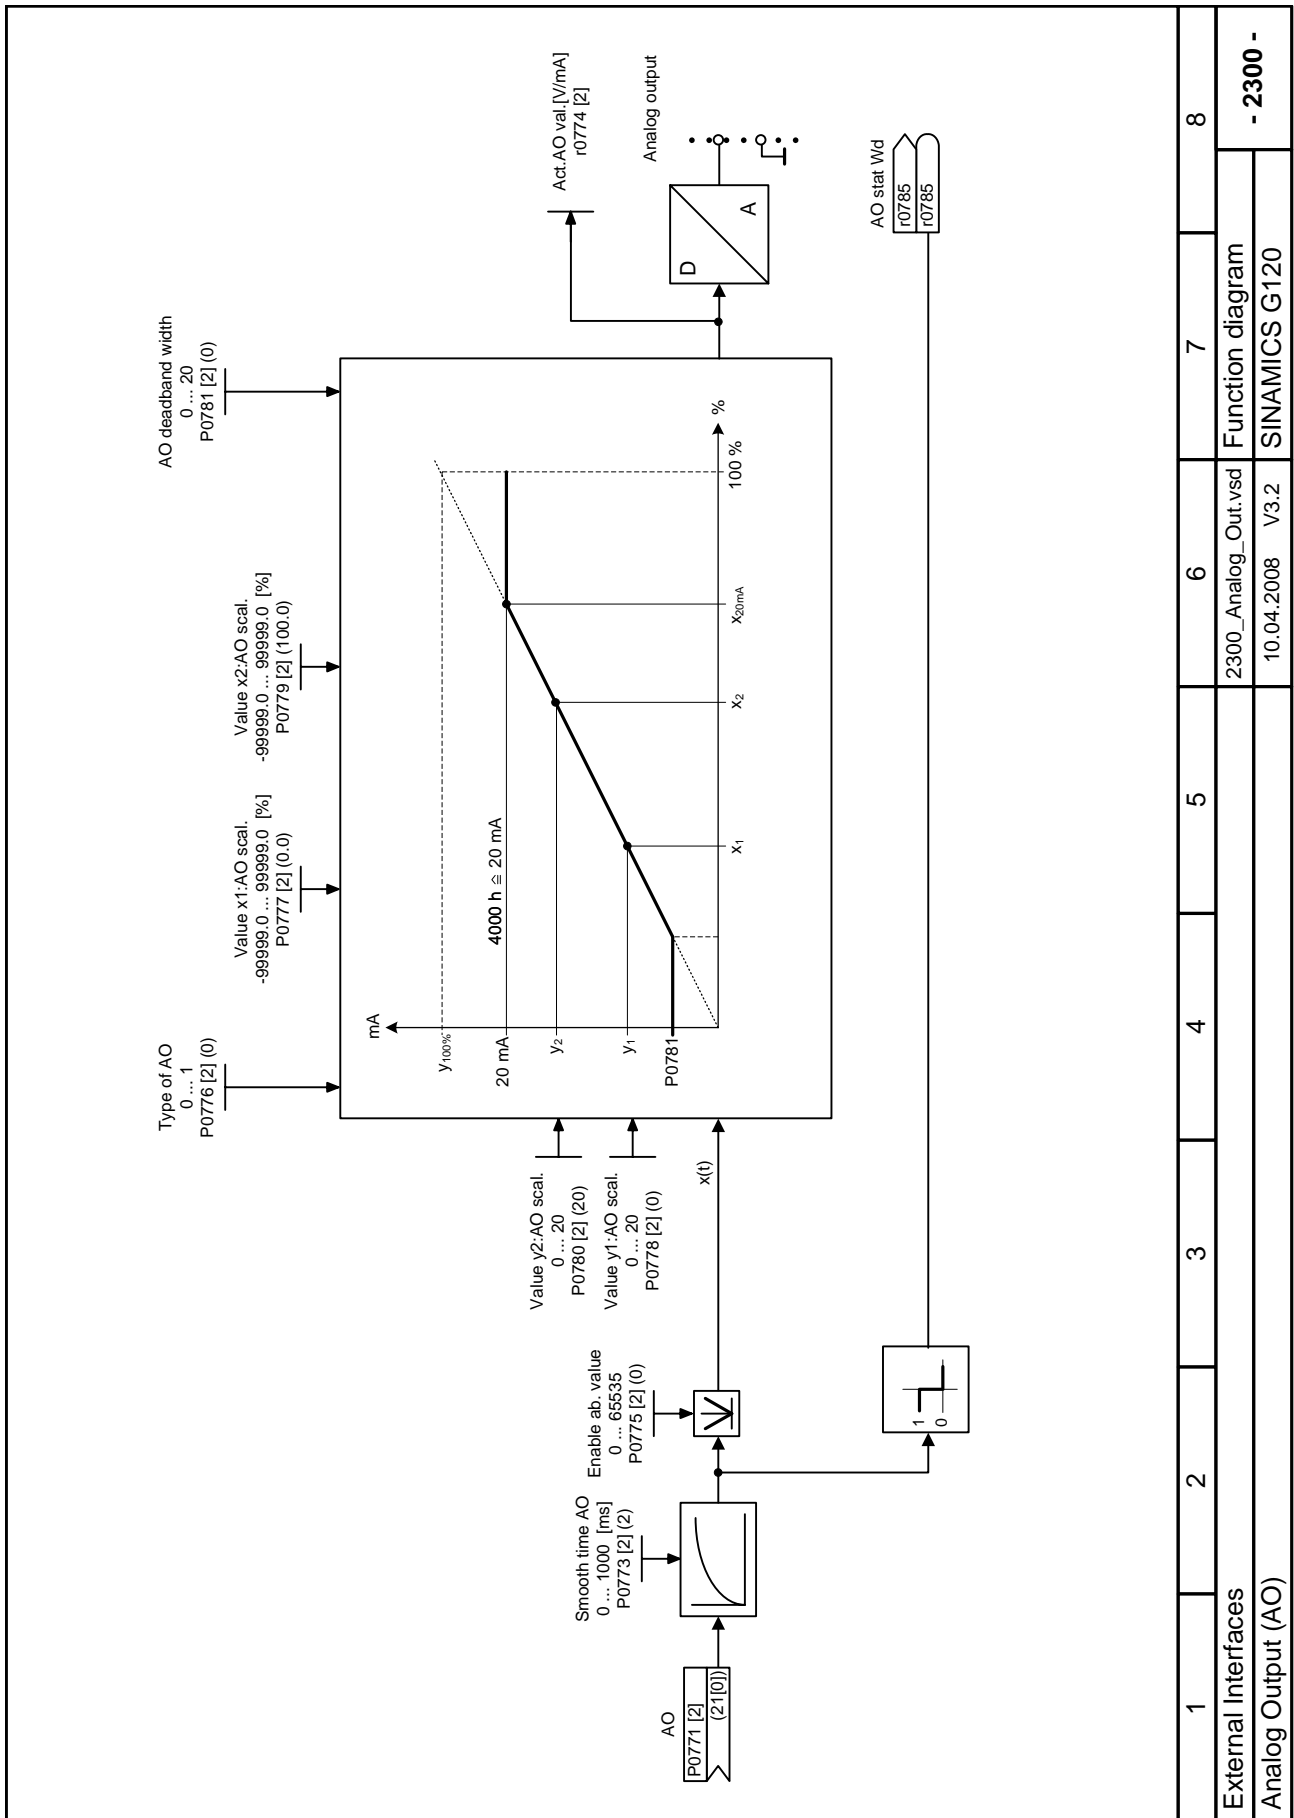 AO
P0771 [2]
(21[0])
Smooth time AO
0 ... 1000 [ms]
P0773 [2] (2)
Enable ab. value
0 ... 65535
P0775 [2] (0)
1
0
Value y2:AO scal.
0 ... 20
P0780 [2] (20)
Value y1:AO scal.
0 ... 20
P0778 [2] (0)
x(t)
Type of AO
0 ... 1
P0776 [2] (0)
Value x1:AO scal.
-99999.0 ... 99999.0 [%]
P0777 [2] (0.0)
Value x2:AO scal.
-99999.0 ... 99999.0 [%]
P0779 [2] (100.0)
AO deadband width
0 ... 20
P0781 [2] (0)
mA
y100%
20 mA
y2
y1
P0781
4000 h ≙ 20 mA
x1
x2
x20mA
100 %
%
Act.AO val.[V/mA]
r0774 [2]
Analog output
D
A
AO stat Wd
r0785
r0785
1 2 3 4 5 6 7 8
External Interfaces
2300_Analog_Out.vsd
Function diagram
- 2300 -
Analog Output (AO)
10.04.2008 V3.2
SINAMICS G120